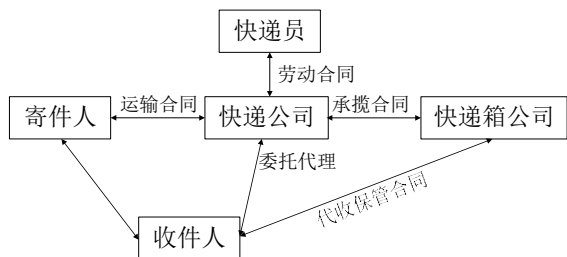 快递员
劳动合同
寄件人
运输合同
快递公司
承揽合同
快递箱公司
委托代理
代收保管合同
收件人